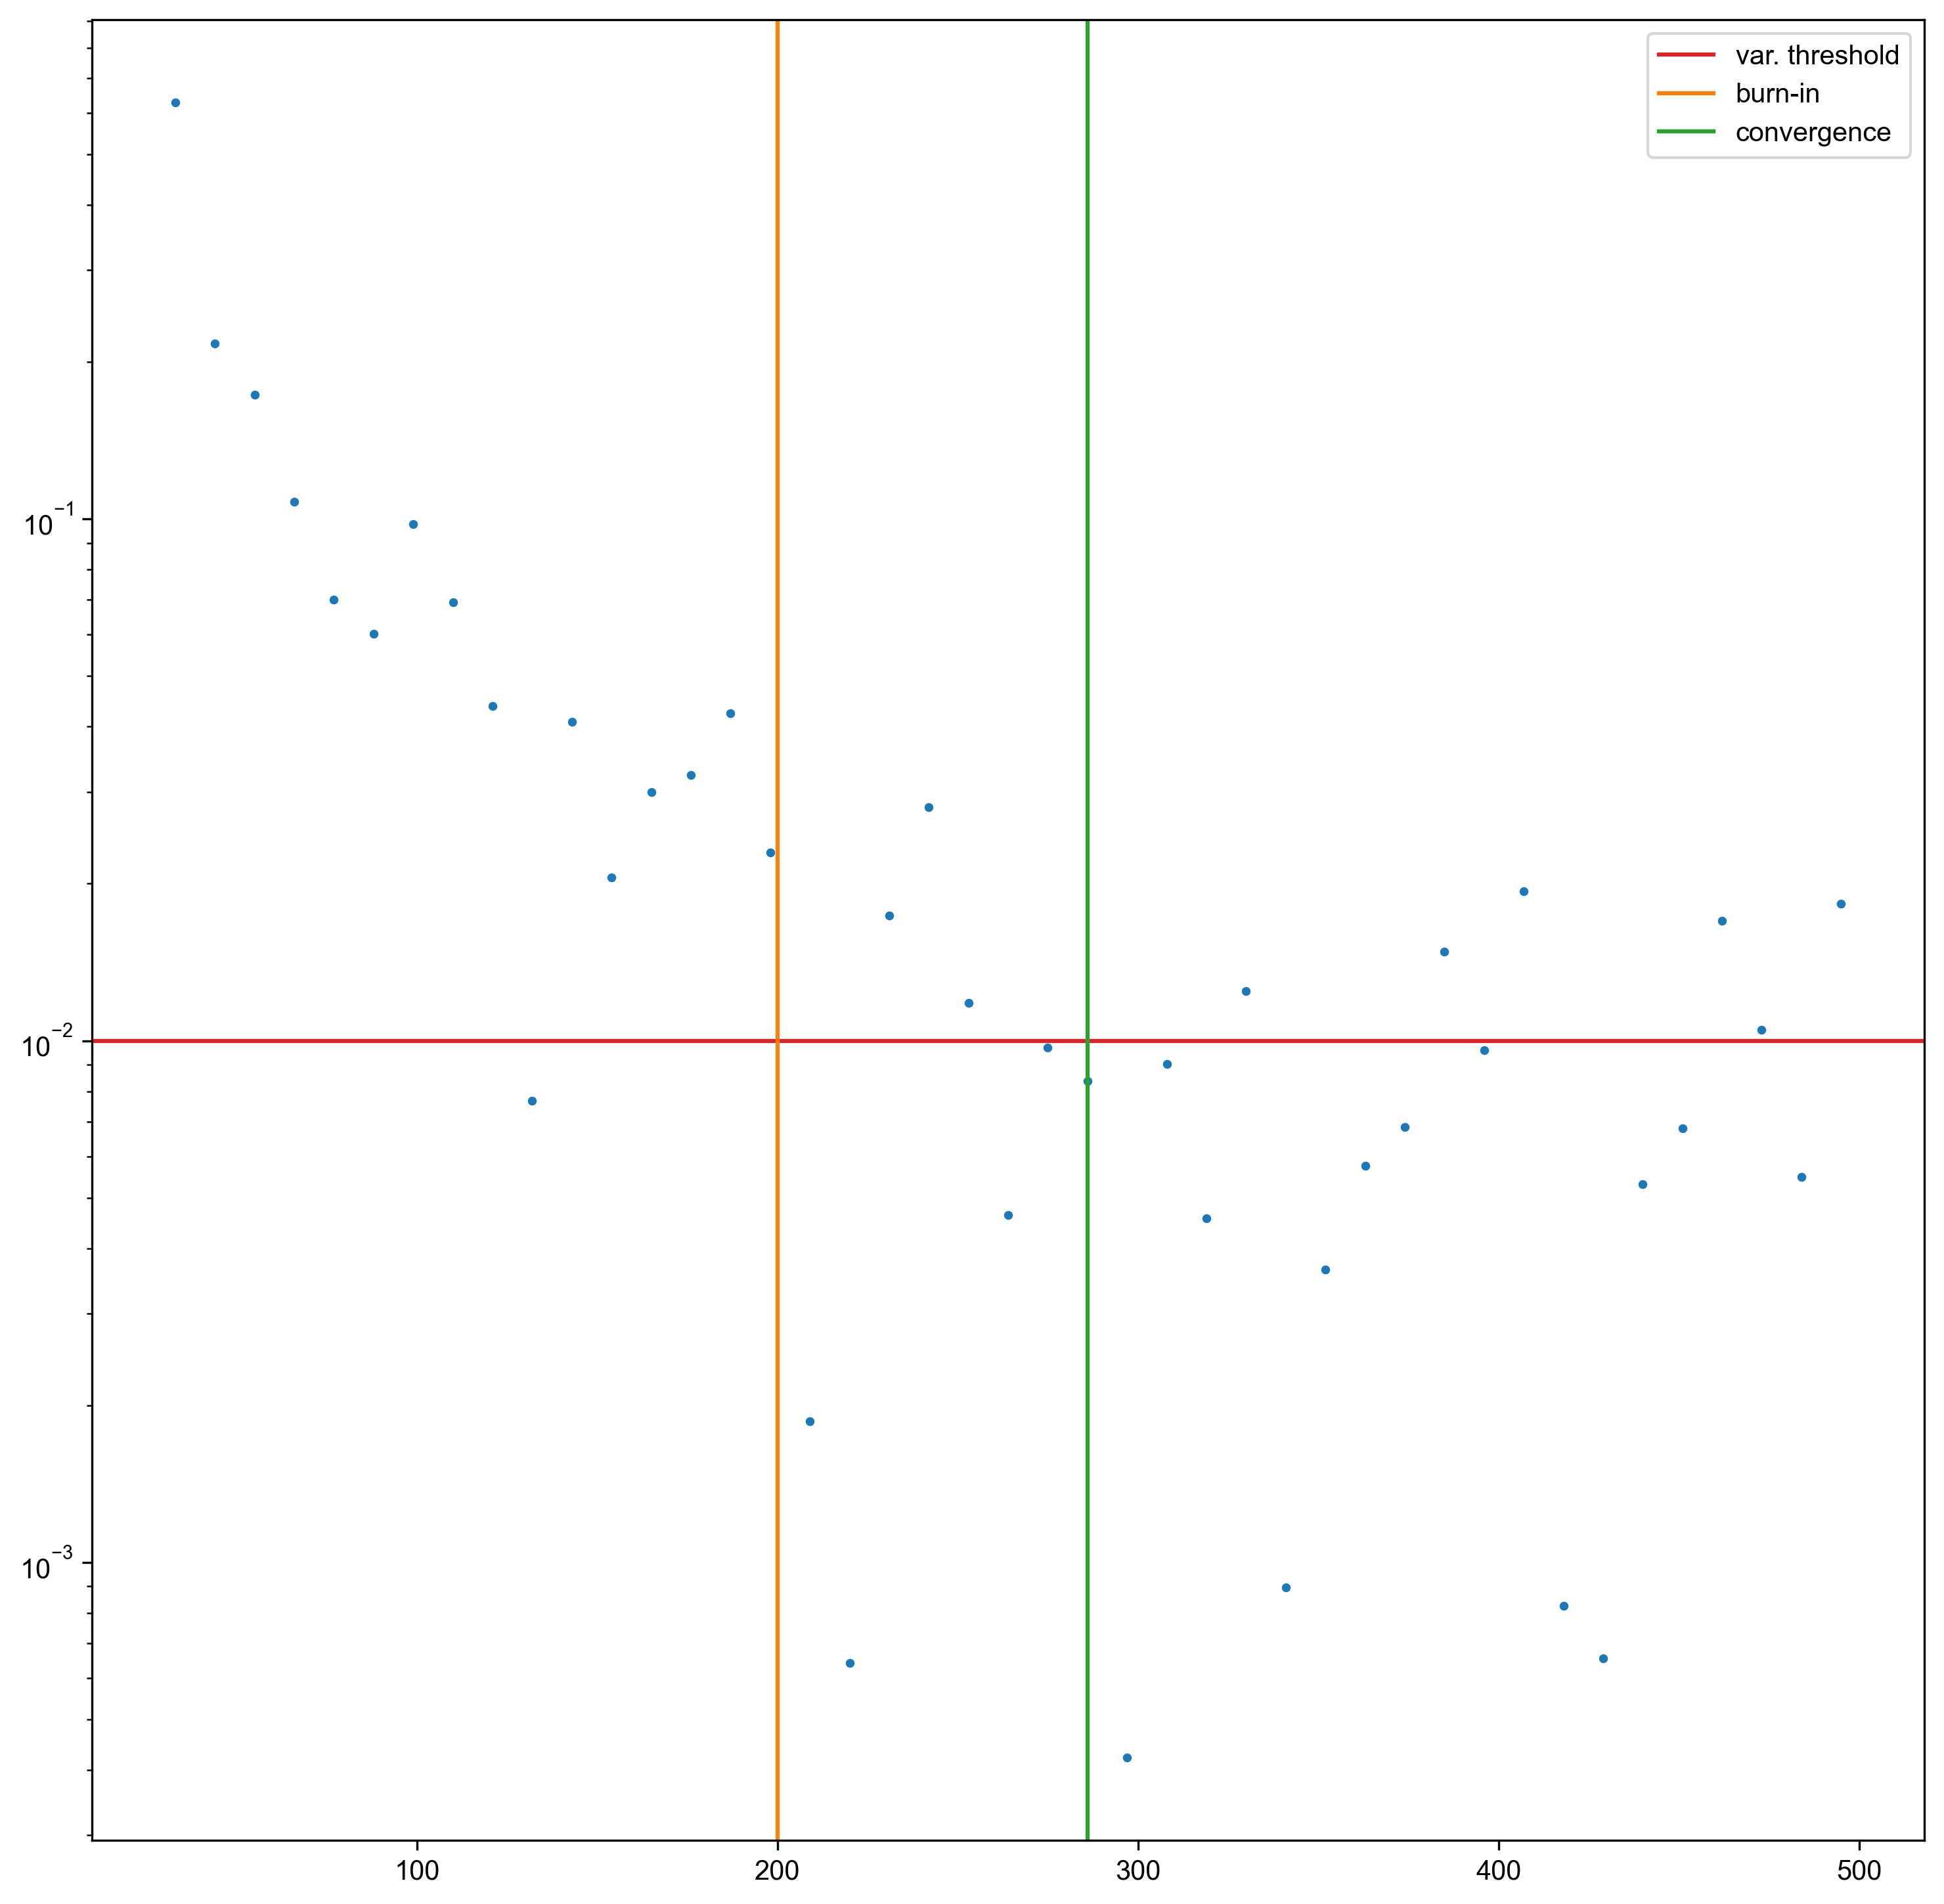 var. threshold
burn-in
convergence
10⁻¹
10⁻²
10⁻³
100 200 300 400 500